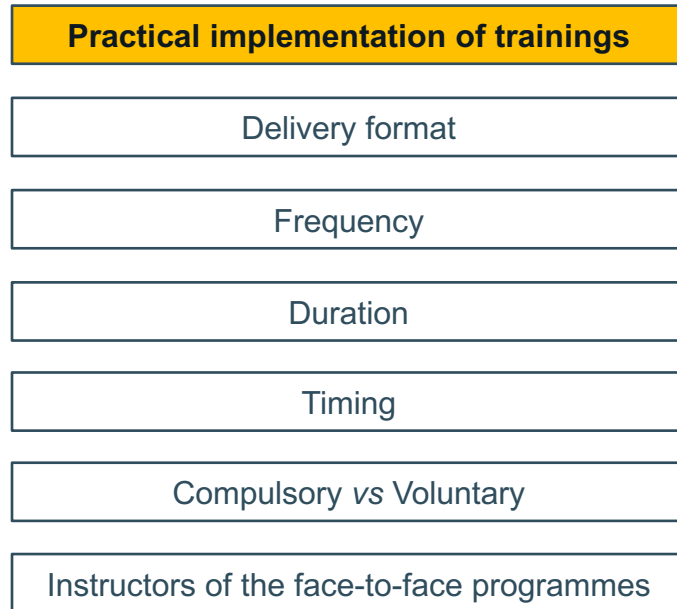 Practical implementation of trainings
Delivery format
Frequency
Duration
Timing
Compulsory vs Voluntary
Instructors of the face-to-face programmes